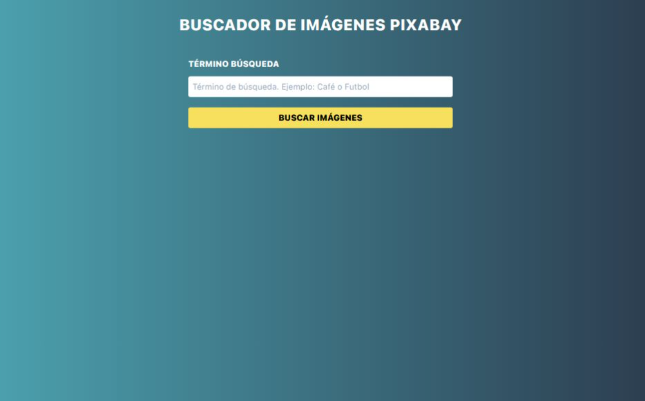 BUSCADOR DE IMÁGENES PIXABAY
TÉRMINO BÚSQUEDA
Término de búsqueda. Ejemplo: Café o Futbol
BUSCAR IMÁGENES